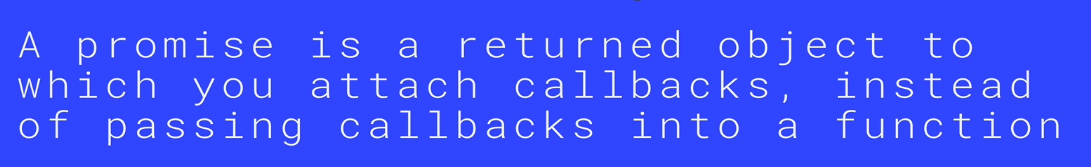 A promise is a returned object to
which you attach callbacks, instead
of passing callbacks into a function